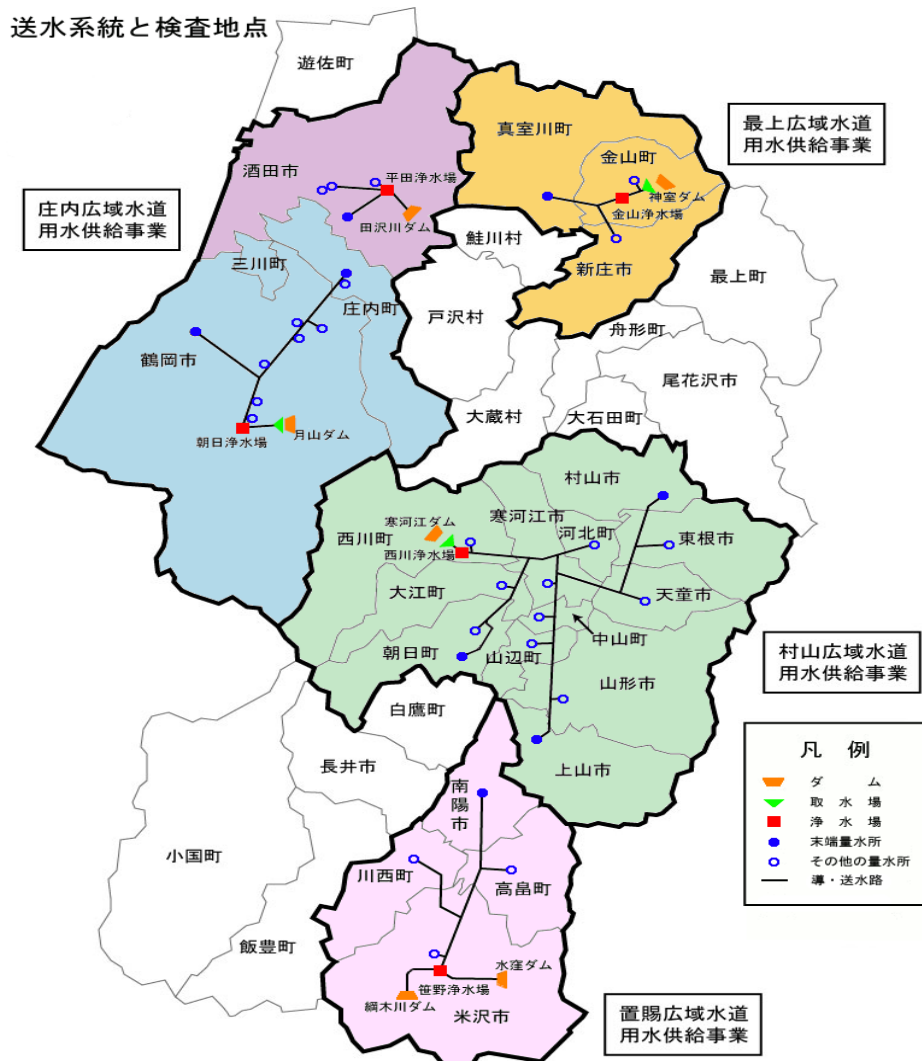 送水系統と検査地点
遊佐町
真室川町
金山町
最上広域水道
用水供給事業
酒田市
平田浄水場
神室ダム
金山浄水場
庄内広域水道
用水供給事業
田沢川ダム
鮭川村
三川町
新庄市
最上町
庄内町
戸沢村
舟形町
鶴岡市
尾花沢市
大蔵村
大石田町
朝日浄水場
月山ダム
村山市
寒河江ダム
寒河江市
河北町
西川町
東根市
西川浄水場
大江町
天童市
中山町
朝日町
山辺町
村山広域水道
用水供給事業
山形市
白鷹町
上山市
長井市
南陽市
凡 例
ダ ム
取 水 場
浄 水 場
末端量水所
その他の量水所
導・送水路
小国町
川西町
高畠町
飯豊町
水窪ダム
笹野浄水場
綱木川ダム
米沢市
置賜広域水道
用水供給事業